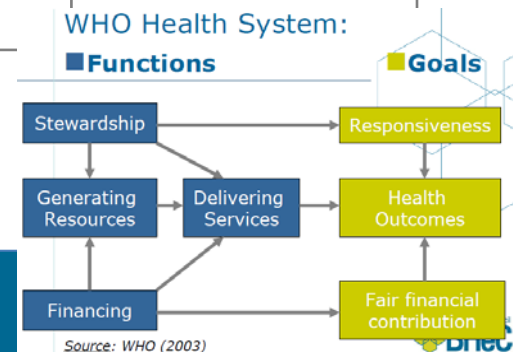 WHO Health System:
Functions
Goals
Stewardship
Responsiveness
Generating
Resources
Delivering
Services
Health
Outcomes
Financing
Fair financial
contribution
Source: WHO (2003)